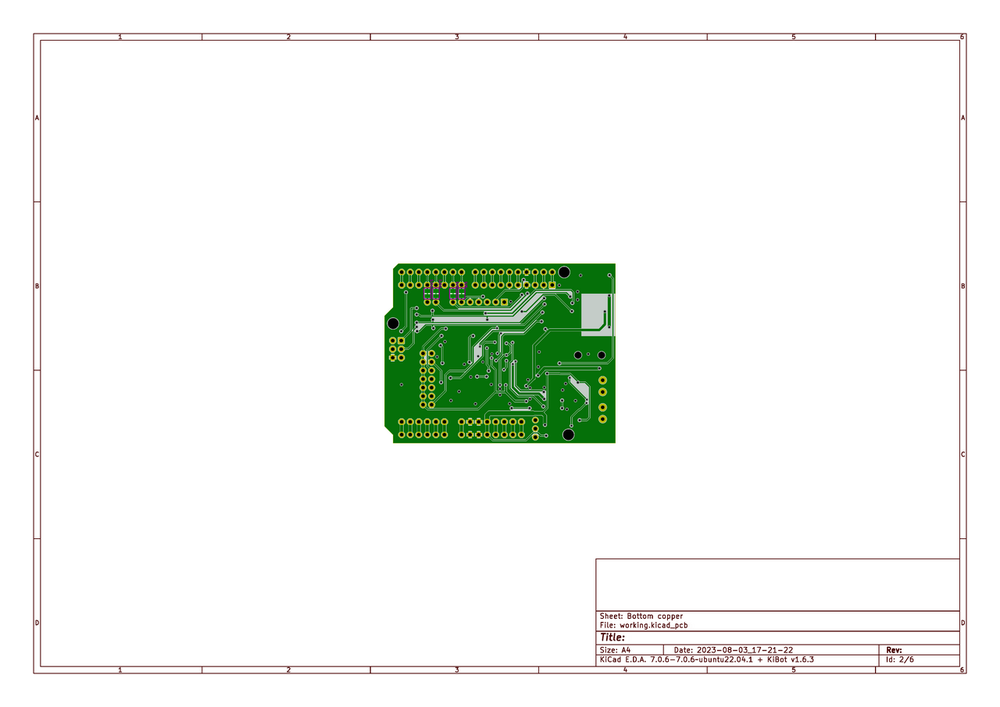 1 2 3 4 5 6
A A
B B
C C
D D
Sheet: Bottom copper
File: working.kicad_pcb
Title:
Size: A4 Date: 2023-08-03_17-21-22 Rev:
KiCad E.D.A. 7.0.6-7.0.6-ubuntu22.04.1 + KiBot v1.6.3 Id: 2/6
1 2 3 4 5 6